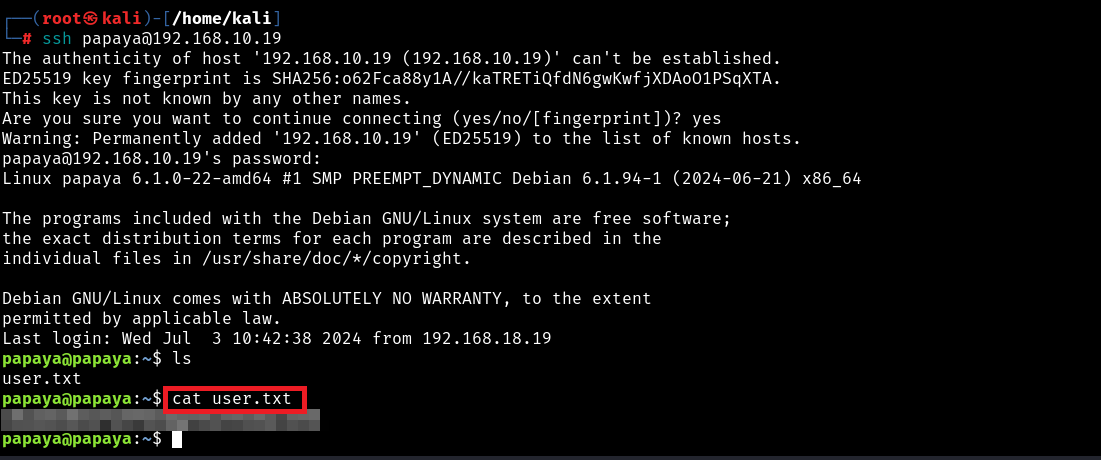 ┌──(root㉿kali)-[/home/kali]
└─# ssh papaya@192.168.10.19
The authenticity of host '192.168.10.19 (192.168.10.19)' can't be established.
ED25519 key fingerprint is SHA256:o62Fca88y1A//kaTRETiQfdN6gwKwfjXDAoO1PSqXTA.
This key is not known by any other names.
Are you sure you want to continue connecting (yes/no/[fingerprint])? yes
Warning: Permanently added '192.168.10.19' (ED25519) to the list of known hosts.
papaya@192.168.10.19's password:
Linux papaya 6.1.0-22-amd64 #1 SMP PREEMPT_DYNAMIC Debian 6.1.94-1 (2024-06-21) x86_64
The programs included with the Debian GNU/Linux system are free software;
the exact distribution terms for each program are described in the
individual files in /usr/share/doc/*/copyright.
Debian GNU/Linux comes with ABSOLUTELY NO WARRANTY, to the extent
permitted by applicable law.
Last login: Wed Jul  3 10:42:38 2024 from 192.168.18.19
papaya@papaya:~$ ls
user.txt
papaya@papaya:~$ cat user.txt
papaya@papaya:~$